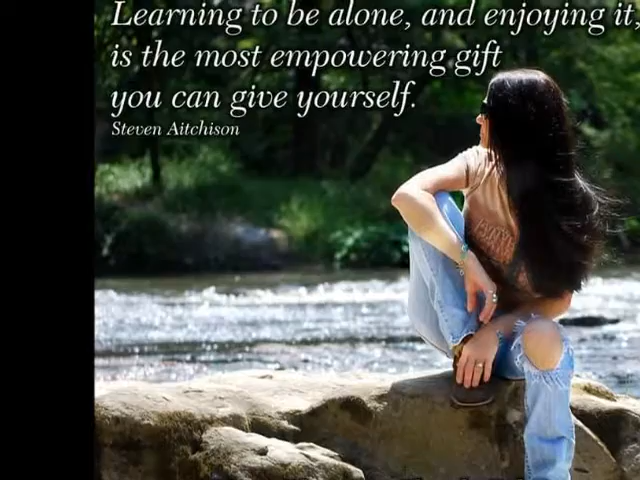 Learning to be alone, and enjoying it,
is the most empowering gift
you can give yourself.
Steven Aitchison